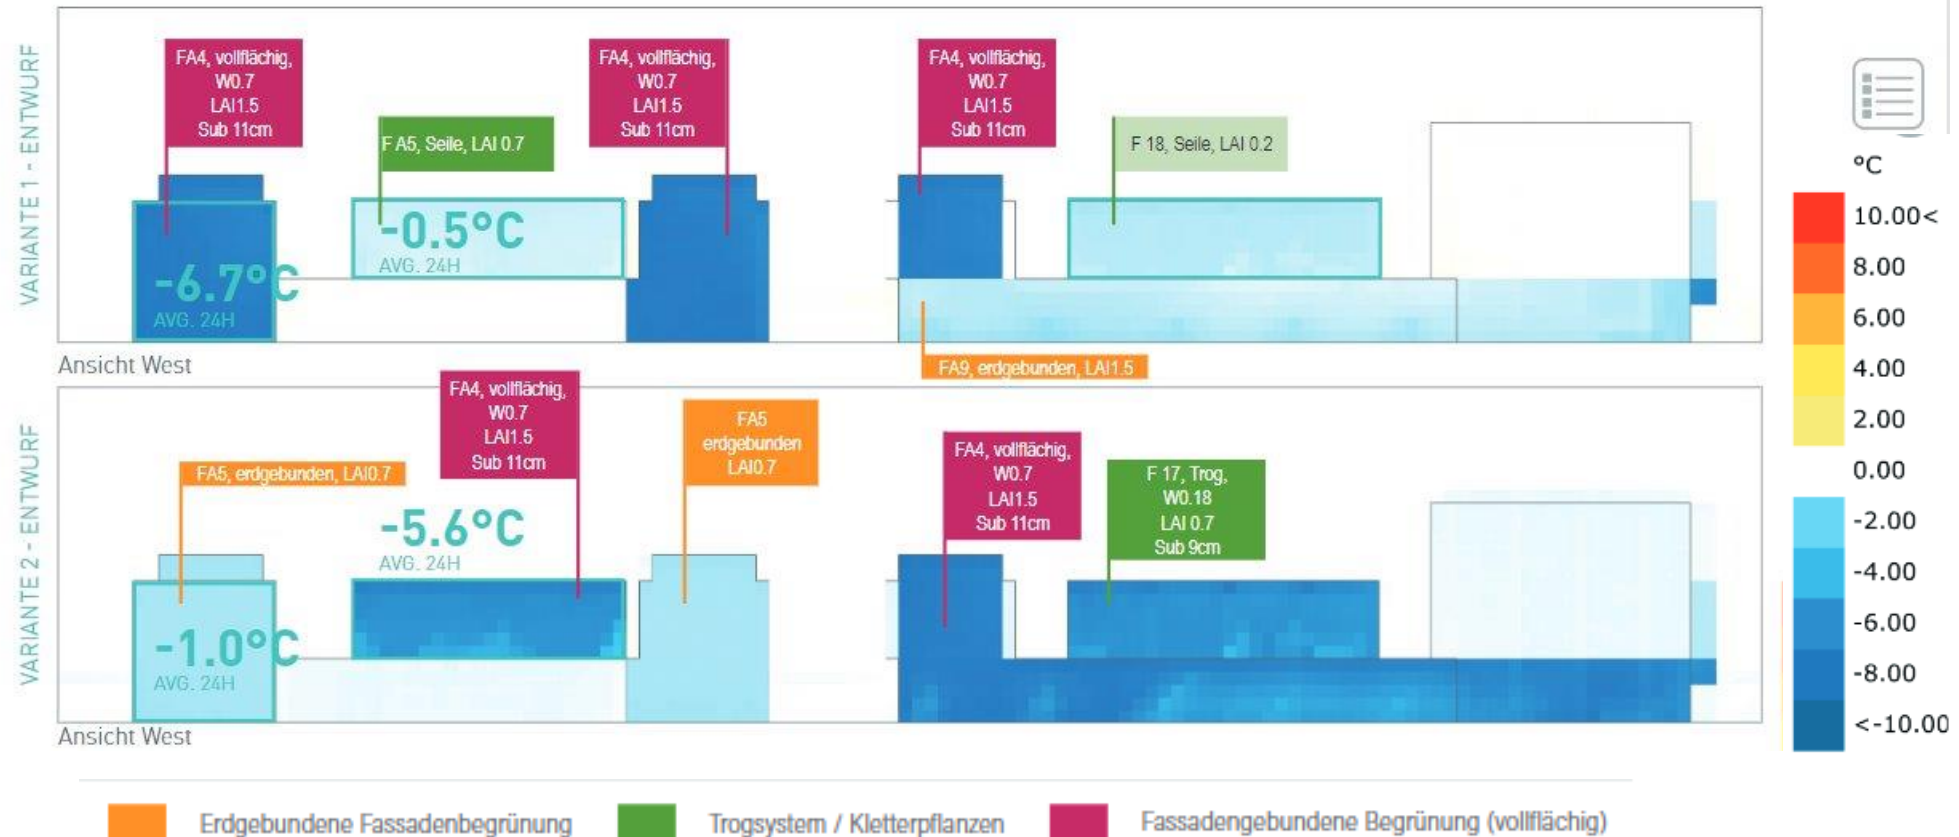 VARIANTE 1 - ENTWURF
FA4, vollflächig,
W0.7
LAI1.5
Sub 11cm
F A5, Seile, LAI 0.7
FA4, vollflächig,
W0.7
LAI1.5
Sub 11cm
FA4, vollflächig,
W0.7
LAI1.5
Sub 11cm
F 18, Seile, LAI 0.2
-6.7°C
AVG. 24H
-0.5°C
AVG. 24H
Ansicht West
FA9, erdgebunden, LAI1.5
VARIANTE 2 - ENTWURF
FA5, erdgebunden, LAI0.7
FA4, vollflächig,
W0.7
LAI1.5
Sub 11cm
FA5
erdgebunden
LAI0.7
FA4, vollflächig,
W0.7
LAI1.5
Sub 11cm
F 17, Trog,
W0.18
LAI 0.7
Sub 9cm
-5.6°C
AVG. 24H
-1.0°C
AVG. 24H
Ansicht West
°C
10.00<
8.00
6.00
4.00
2.00
0.00
-2.00
-4.00
-6.00
-8.00
<-10.00
Erdgebundene Fassadenbegrünung
Trogsystem / Kletterpflanzen
Fassadengebundene Begrünung (vollflächig)